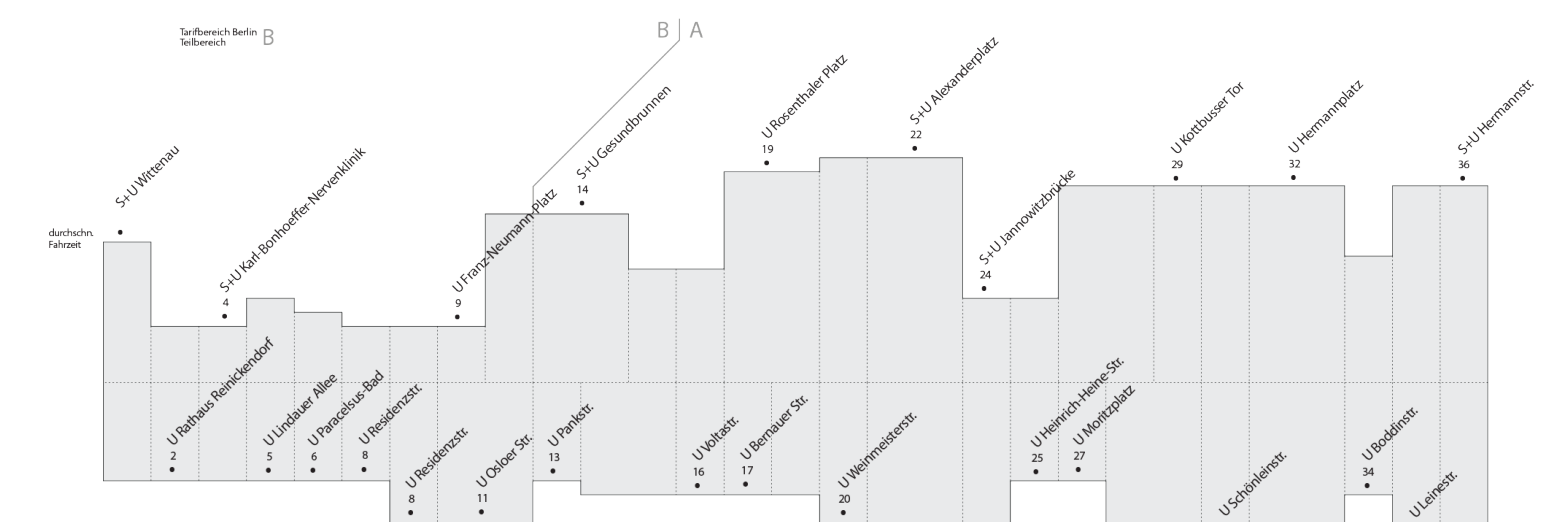 Tarifbereich Berlin
Teilbereich B
B A
S+U Wittenau
durchschn.
Fahrzeit
U Rathaus Reinickendorf
2
S+U Karl-Bonhoeffer-Nervenklinik
4
U Lindauer Allee
5
U Paracelsus-Bad
6
U Residenzstr.
8
U Residenzstr.
8
U Franz-Neumann-Platz
9
U Osloer Str.
11
U Pankstr.
13
S+U Gesundbrunnen
14
U Voltastr.
16
U Bernauer Str.
17
U Rosenthaler Platz
19
U Weinmeisterstr.
20
S+U Alexanderplatz
22
S+U Jannowitzbrücke
24
U Heinrich-Heine-Str.
25
U Moritzplatz
27
U Kottbusser Tor
29
U Schönleinstr.
U Hermannplatz
32
U Boddinstr.
34
U Leinestr.
S+U Hermannstr.
36